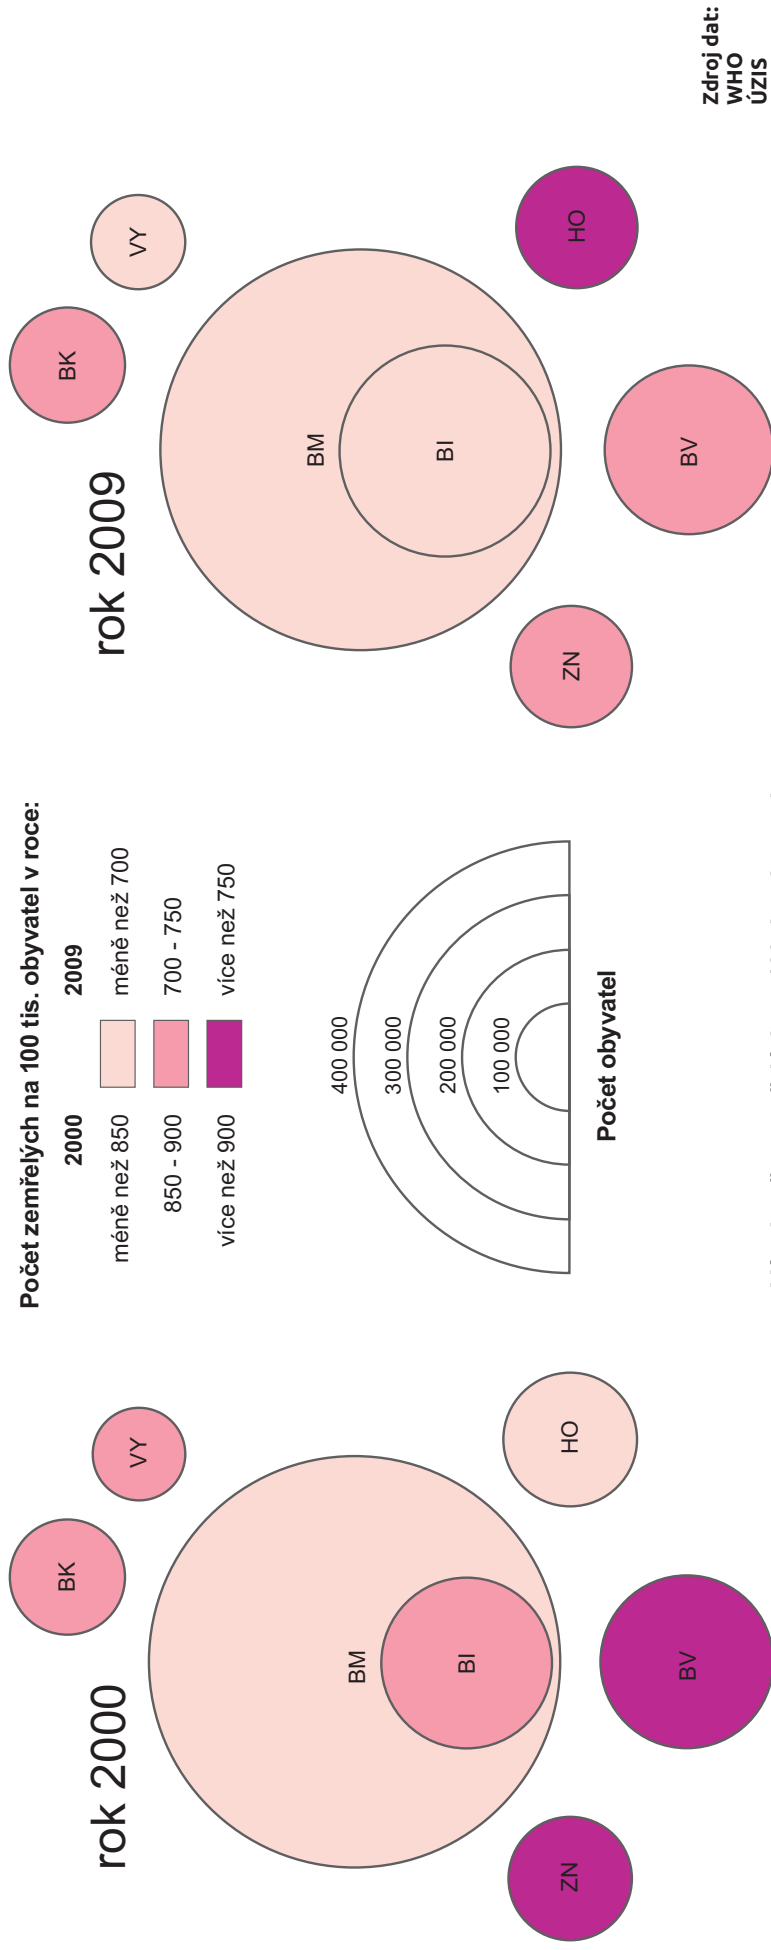 rok 2000
BK
VY
BM
BI
HO
ZN
BV
Počet zemřelých na 100 tis. obyvatel v roce:
2000 2009
méně než 850 méně než 700
850 - 900 700 - 750
více než 900 více než 750
400 000
300 000
200 000
100 000
Počet obyvatel
rok 2009
BK
VY
BM
BI
HO
ZN
BV
Zdroj dat:
WHO
ÚZIS